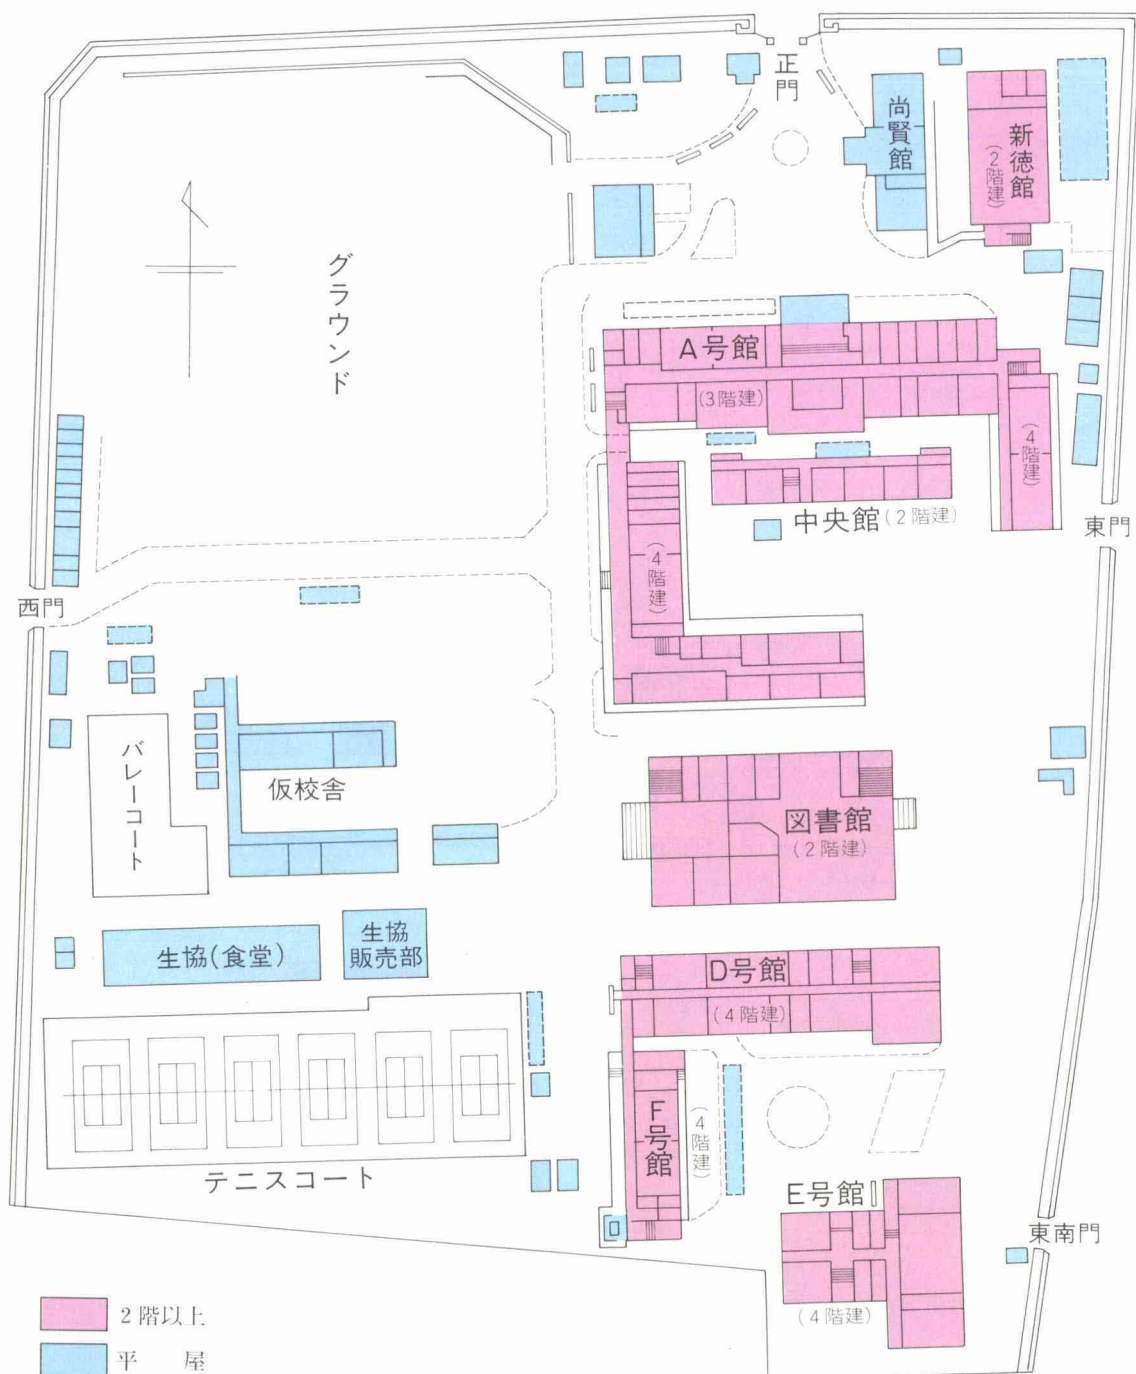 正門
尚賢館
新徳館
(2階建)
グラウンド
A号館
(3階建)
(4階建)
中央館(2階建)
東門
(4階建)
西門
バレーコート
仮校舎
図書館
(2階建)
生協(食堂)
生協
販売部
D号館
(4階建)
F号館
(4階建)
テニスコート
E号館
(4階建)
東南門
2階以上
平 屋